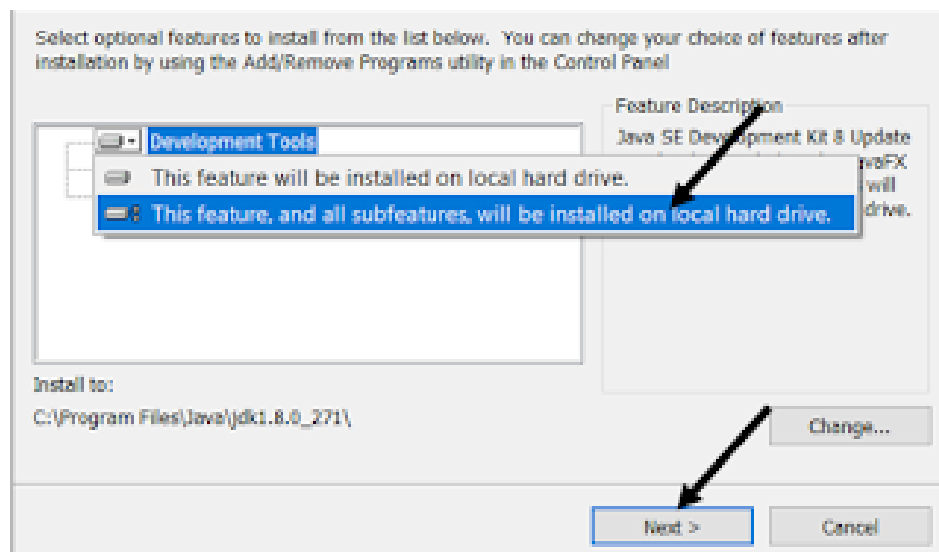 Select optional features to install from the list below. You can change your choice of features after
installation by using the Add/Remove Programs utility in the Control Panel
Feature Description
Development Tools
Java SE Development Kit 8 Update
This feature will be installed on local hard drive.
will
This feature, and all subfeatures, will be installed on local hard drive.
drive.
Install to:
C:\Program Files\Java\jdk1.8.0_271\
Change...
Next >
Cancel